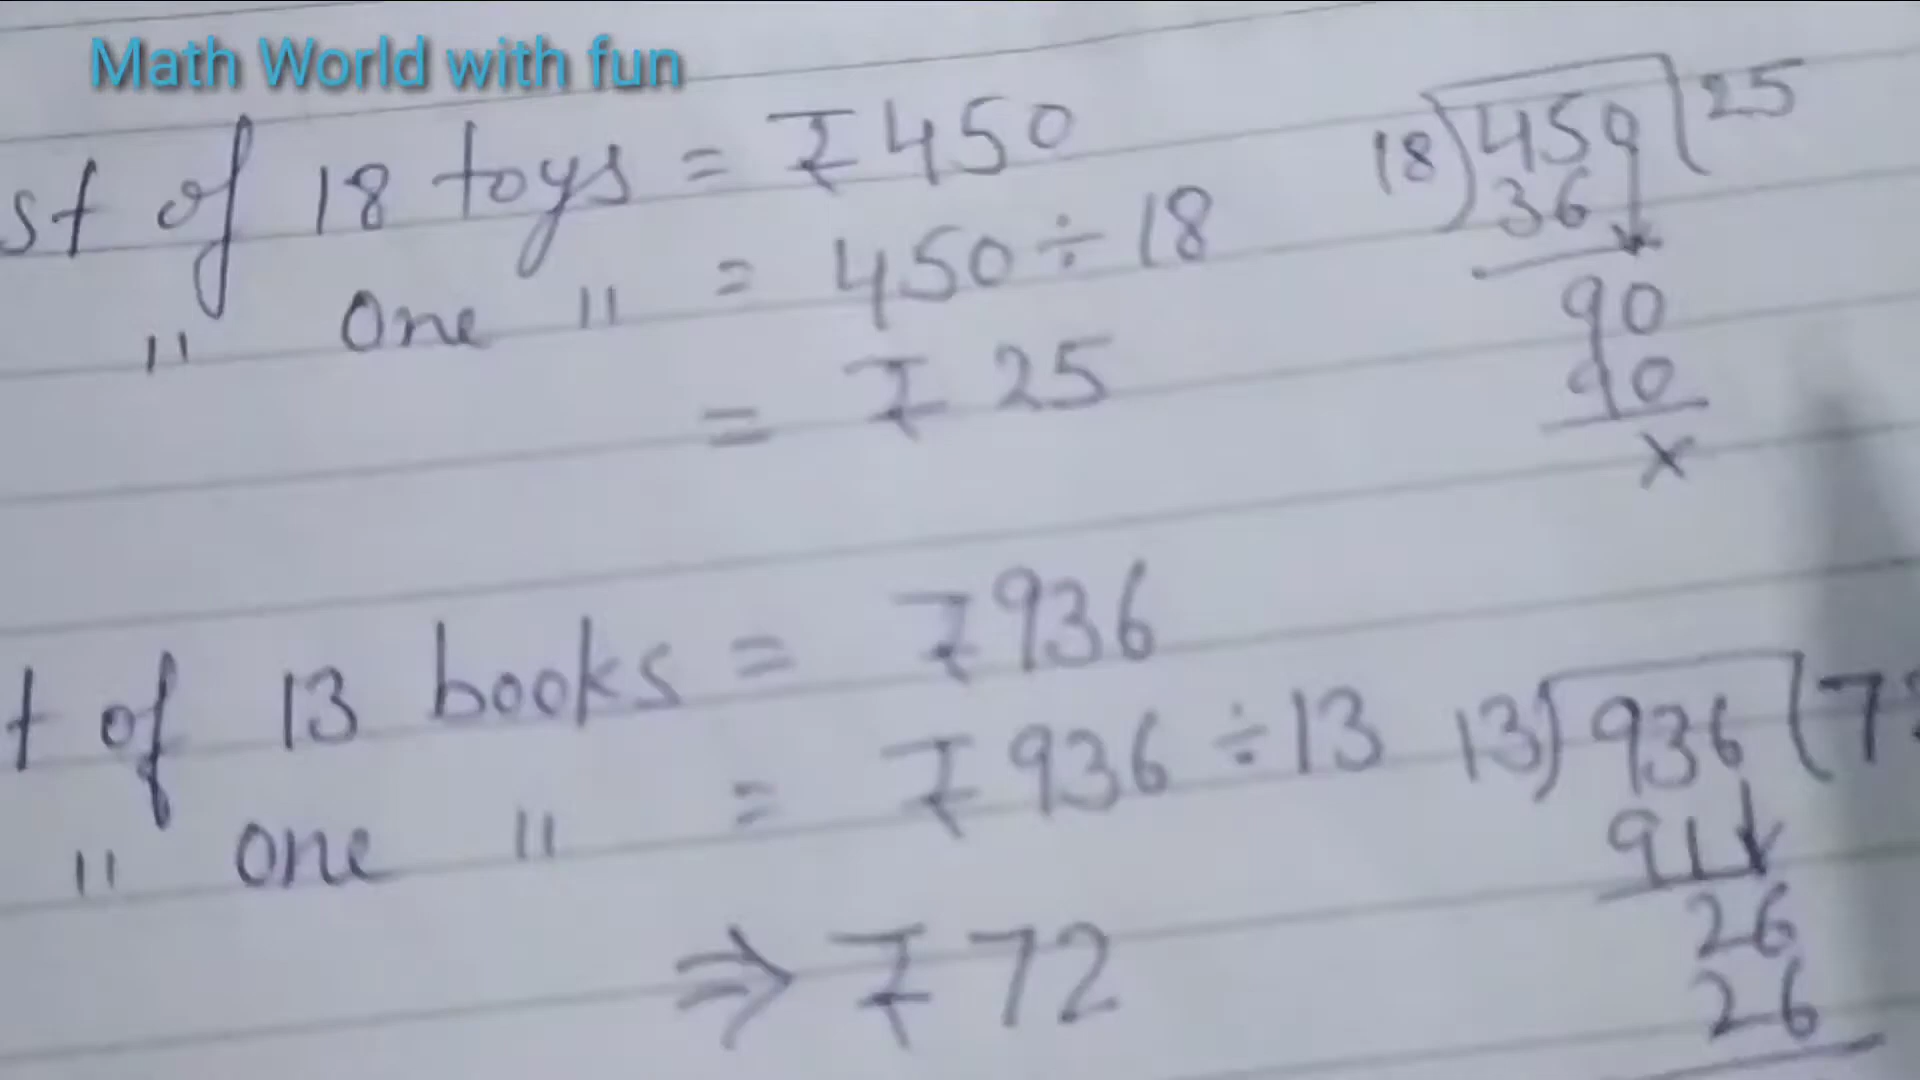 Math World with fun
st of 18 toys = ₹450
" One " = 450÷18
= ₹ 25
18)450(25
36
90
90
x
t of 13 books = ₹936
" one " = ₹936÷13
⇒ ₹72
13)936(7
91
26
26